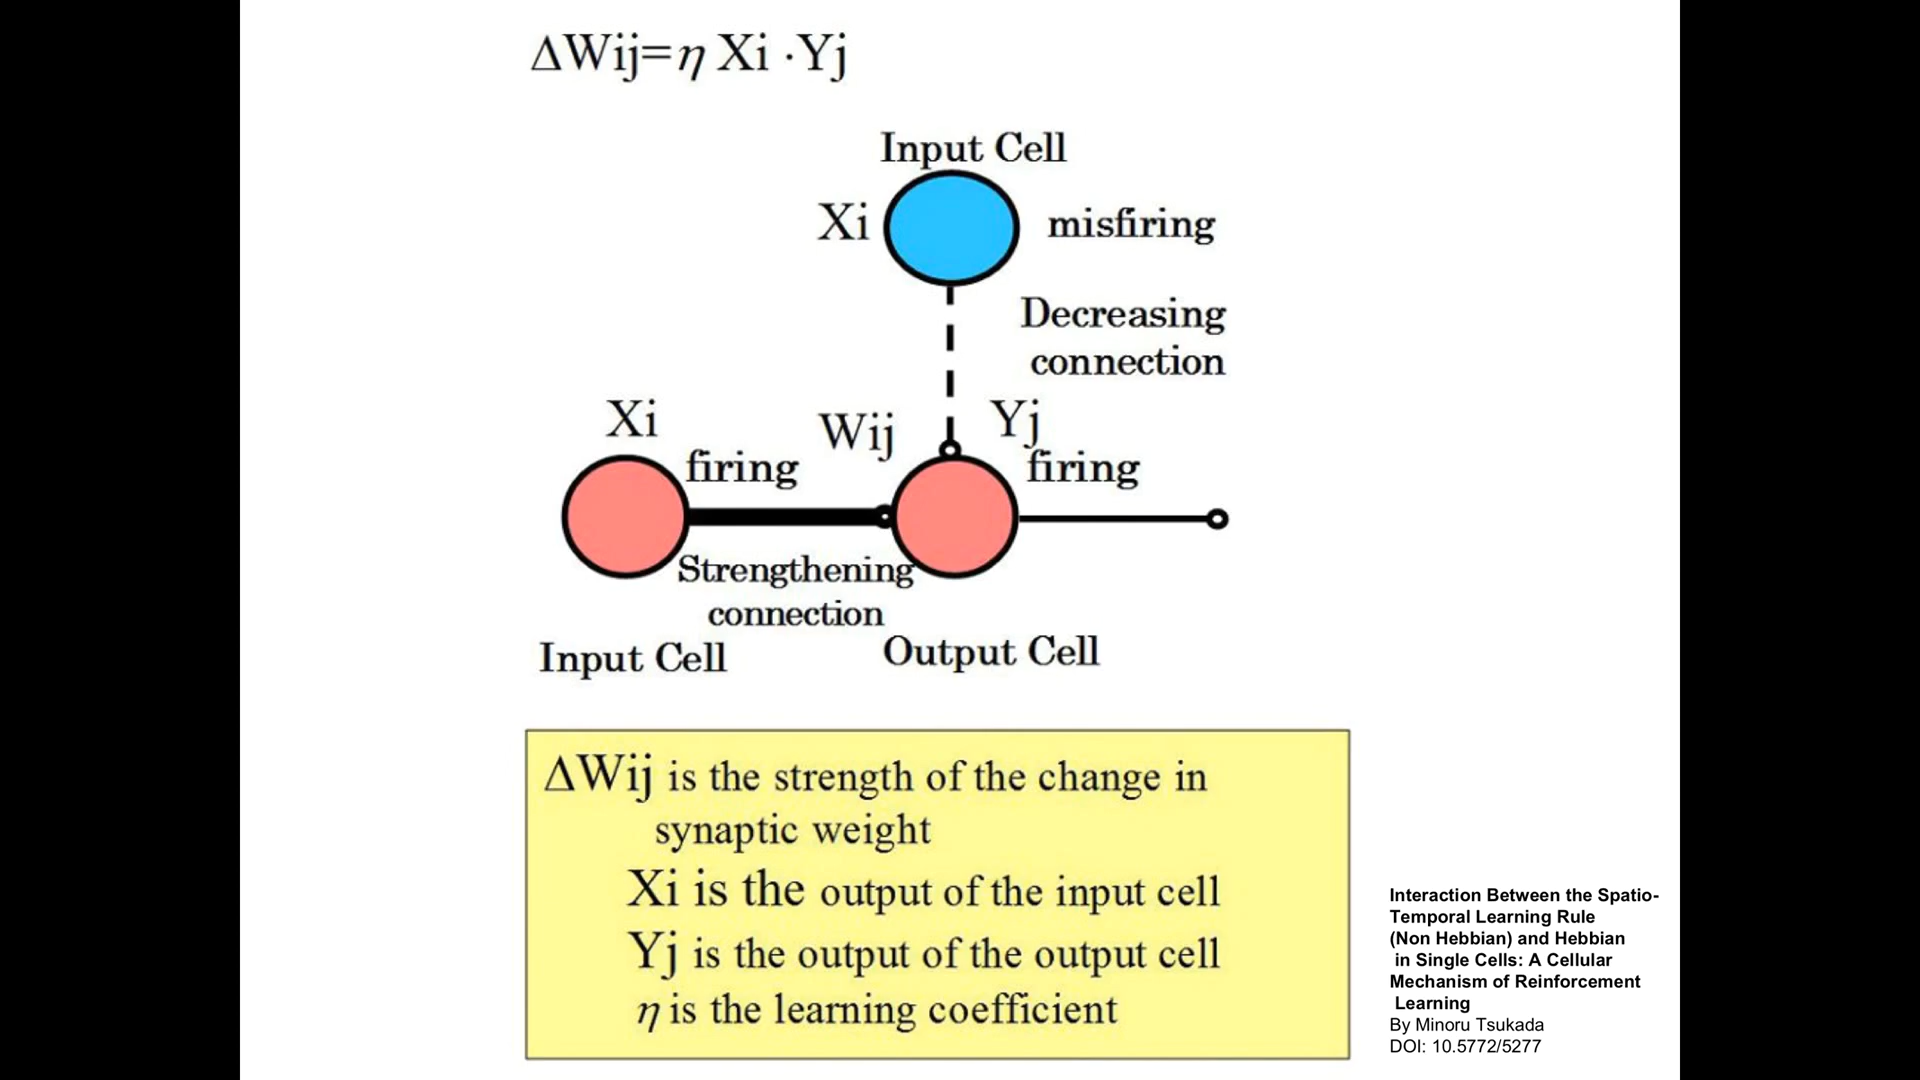 ΔWij=η Xi ·Yj
Input Cell
Xi
misfiring
Decreasing
connection
Xi
firing
Wij
Yj
firing
Strengthening
connection
Input Cell
Output Cell
ΔWij is the strength of the change in
synaptic weight
Xi is the output of the input cell
Yj is the output of the output cell
η is the learning coefficient
Interaction Between the Spatio-
Temporal Learning Rule
(Non Hebbian) and Hebbian
in Single Cells: A Cellular
Mechanism of Reinforcement
Learning
By Minoru Tsukada
DOI: 10.5772/5277